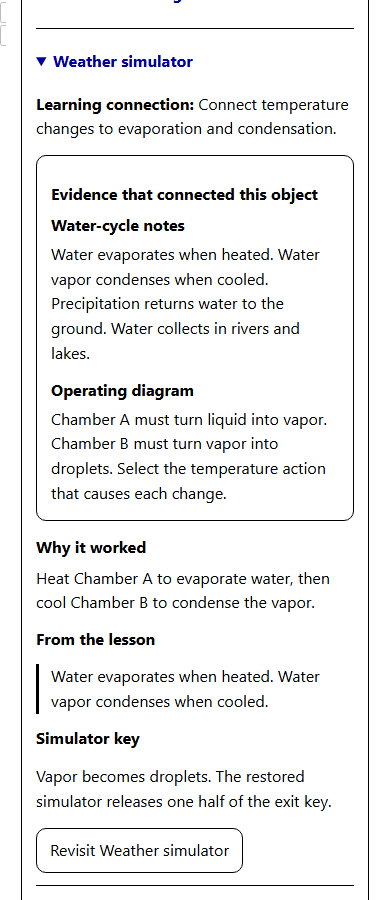 Weather simulator
Learning connection: Connect temperature
changes to evaporation and condensation.
Evidence that connected this object
Water-cycle notes
Water evaporates when heated. Water
vapor condenses when cooled.
Precipitation returns water to the
ground. Water collects in rivers and
lakes.
Operating diagram
Chamber A must turn liquid into vapor.
Chamber B must turn vapor into
droplets. Select the temperature action
that causes each change.
Why it worked
Heat Chamber A to evaporate water, then
cool Chamber B to condense the vapor.
From the lesson
Water evaporates when heated. Water
vapor condenses when cooled.
Simulator key
Vapor becomes droplets. The restored
simulator releases one half of the exit key.
Revisit Weather simulator